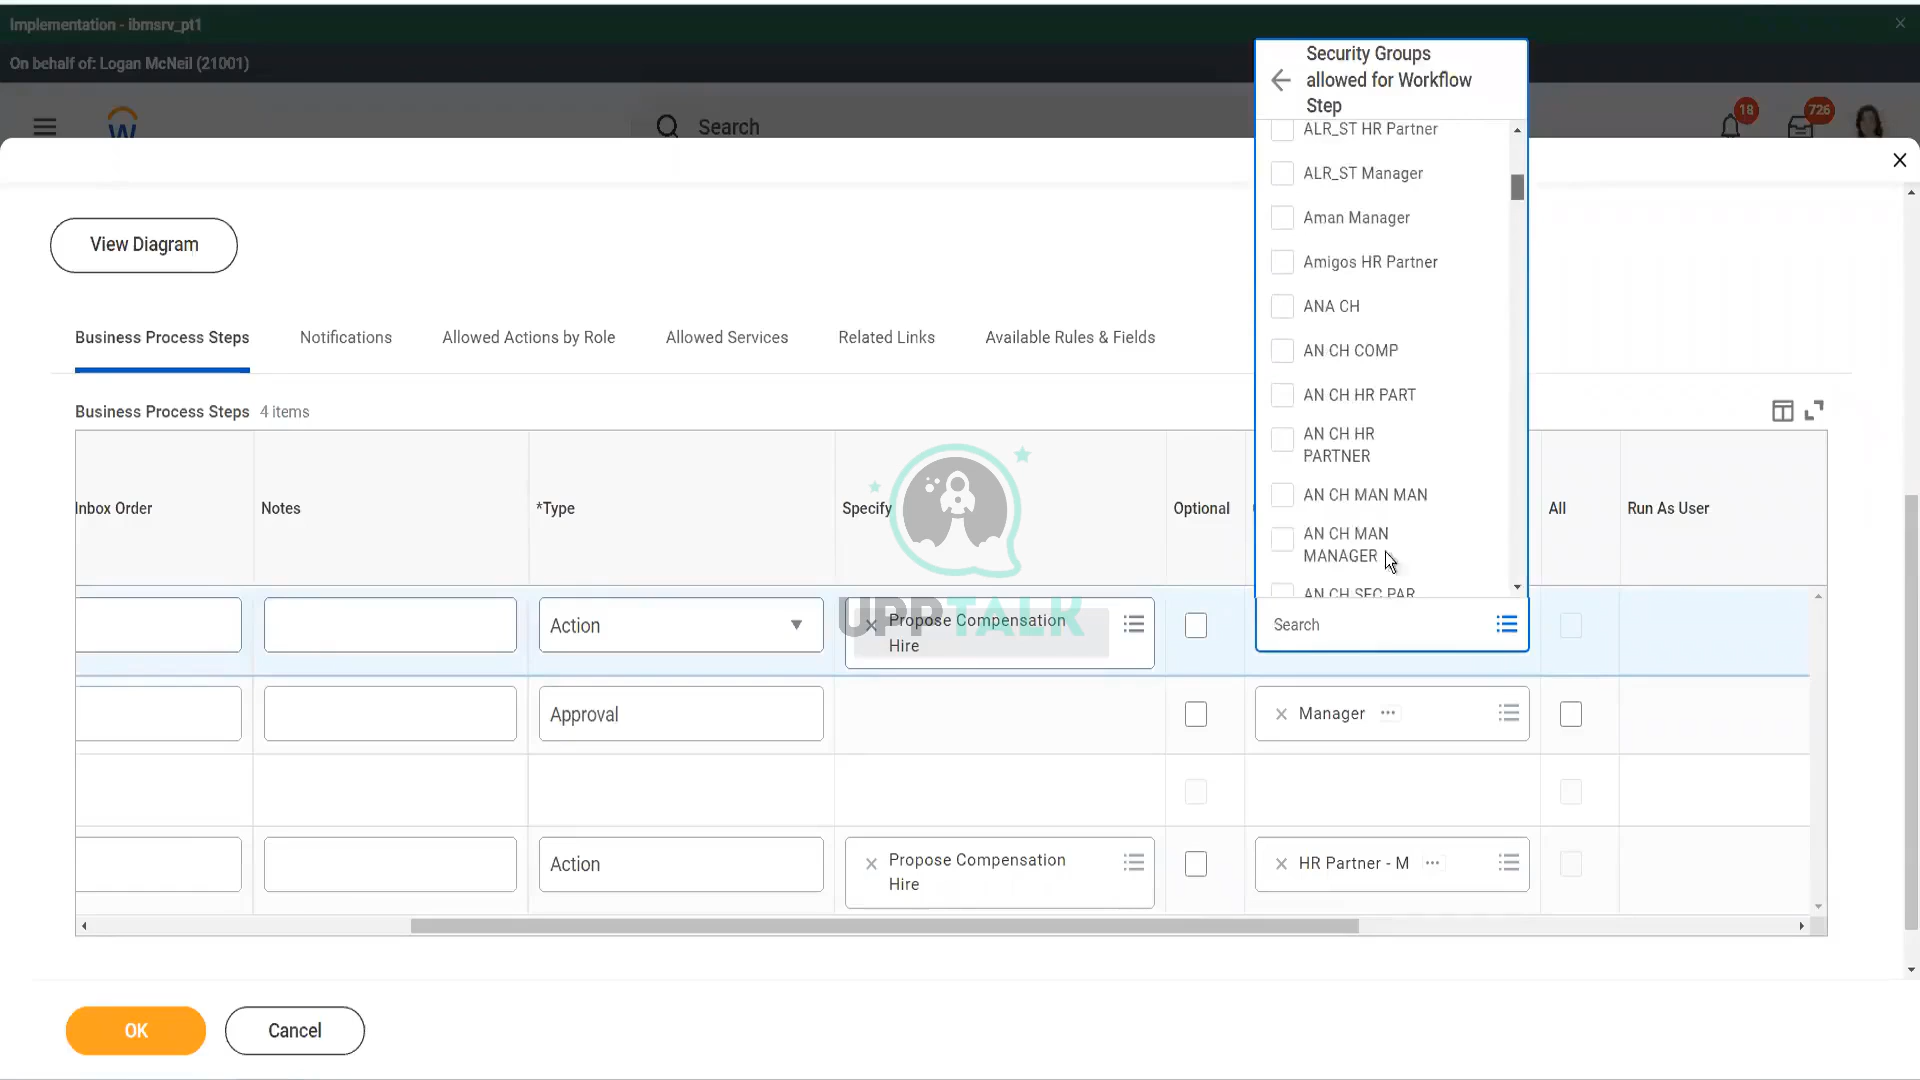 Implementation - ibmsrv_pt1
On behalf of: Logan McNeil (21001)
W
Search
18
726
Security Groups
allowed for Workflow
Step
ALR_ST HR Partner
ALR_ST Manager
Aman Manager
Amigos HR Partner
ANA CH
AN CH COMP
AN CH HR PART
AN CH HR
PARTNER
AN CH MAN MAN
AN CH MAN
MANAGER
AN CH SEC PAR
Search
View Diagram
Business Process Steps
Notifications
Allowed Actions by Role
Allowed Services
Related Links
Available Rules & Fields
Business Process Steps 4 items
Inbox Order
Notes
*Type
Specify
Optional
All
Run As User
Action
Propose Compensation
Hire
UPPTALK
Approval
Manager
Action
Propose Compensation
Hire
HR Partner - M
OK
Cancel